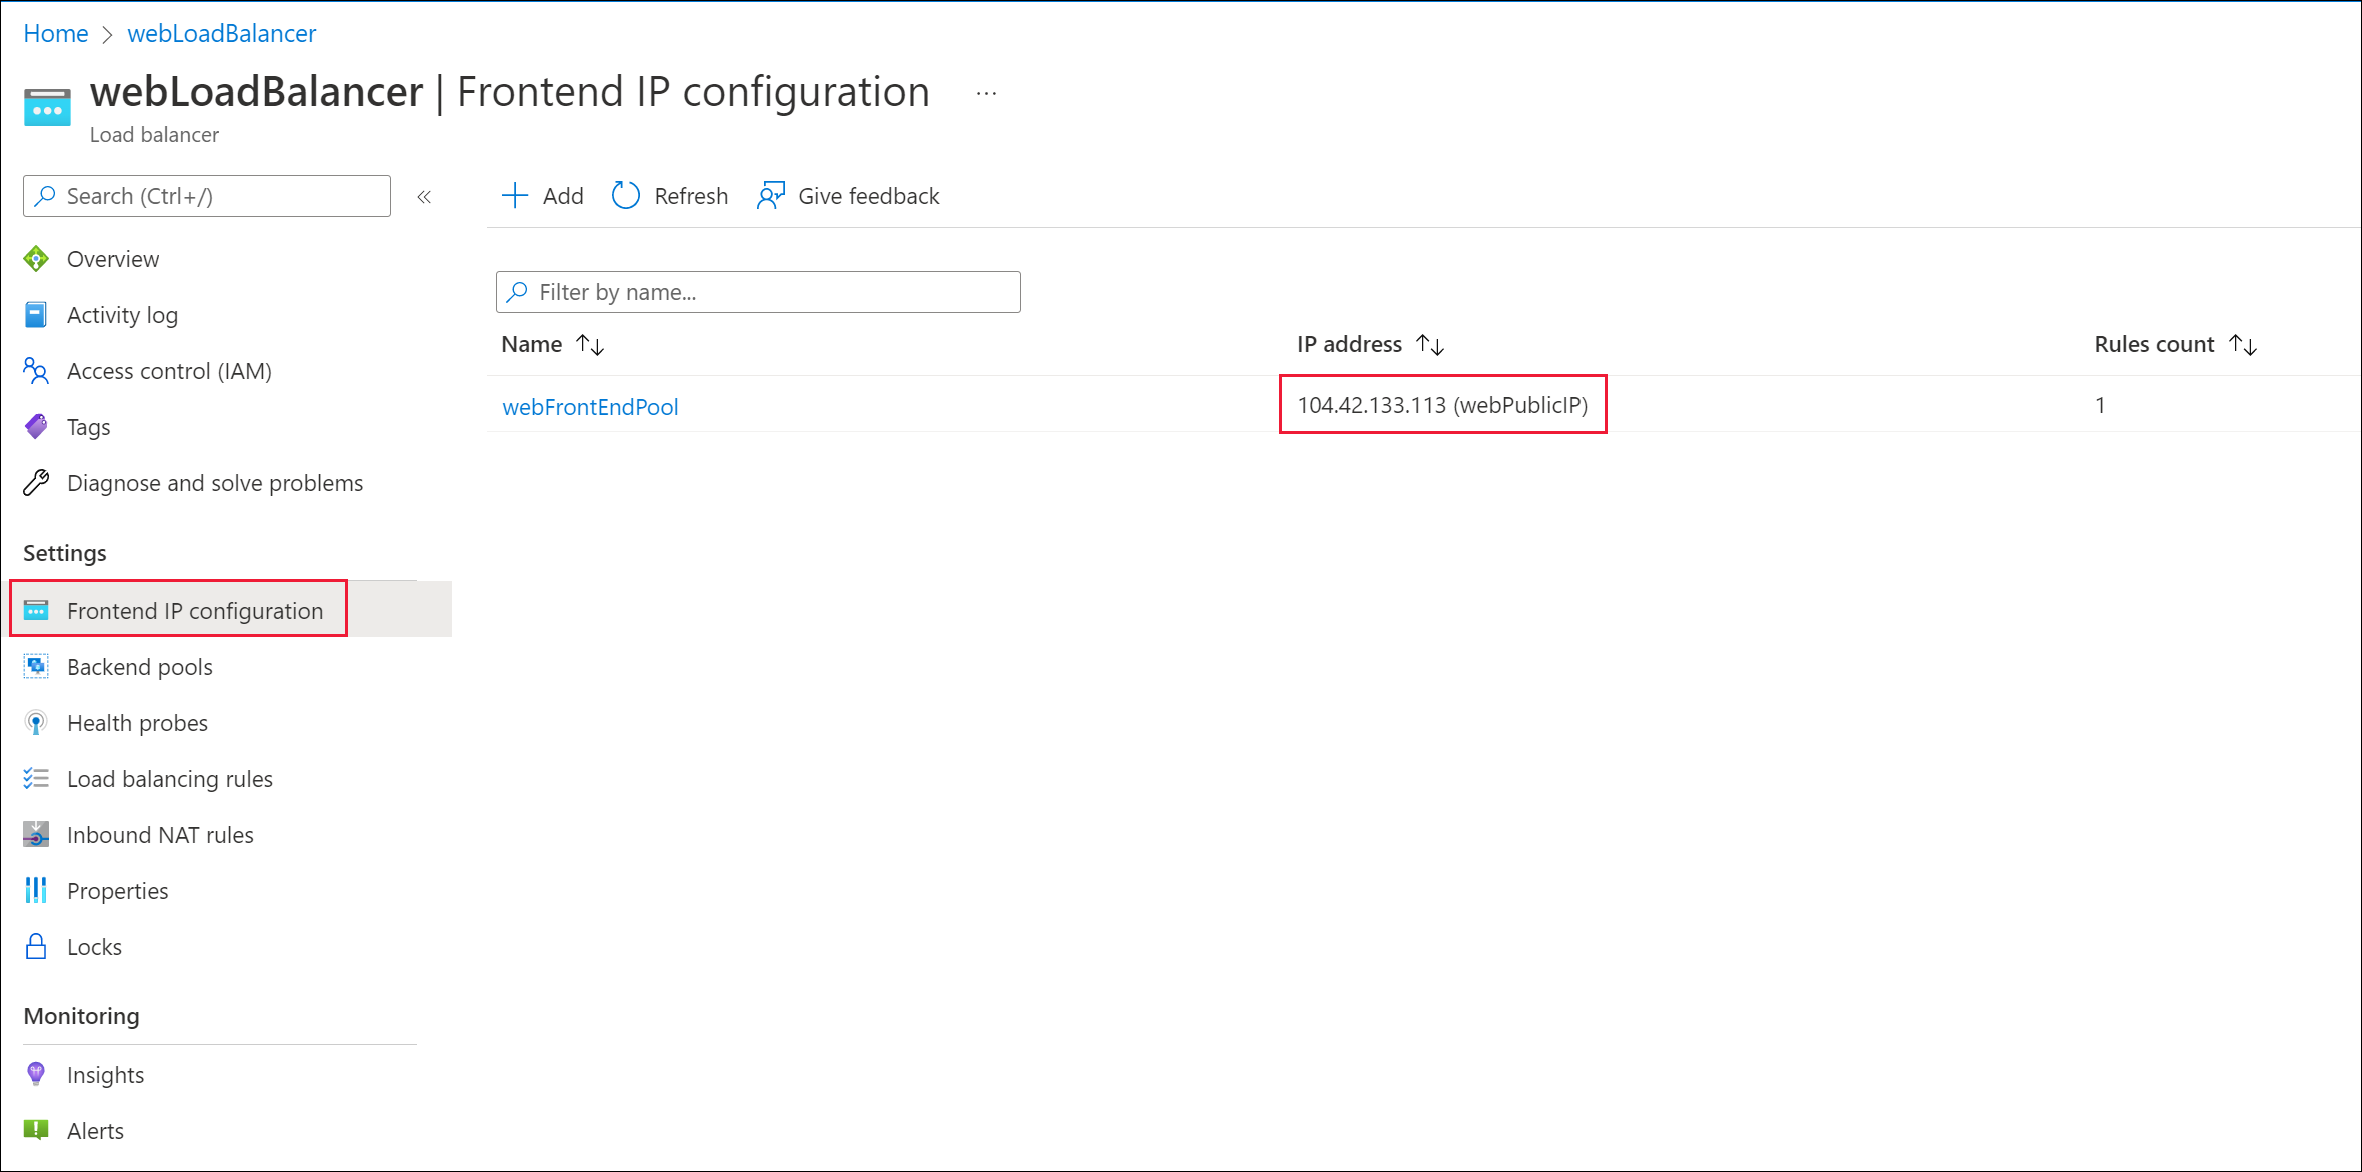 Home > webLoadBalancer
webLoadBalancer | Frontend IP configuration ...
Load balancer
Search (Ctrl+/) «
Add Refresh Give feedback
Overview
Activity log
Access control (IAM)
Tags
Diagnose and solve problems
Settings
Frontend IP configuration
Backend pools
Health probes
Load balancing rules
Inbound NAT rules
Properties
Locks
Monitoring
Insights
Alerts
Filter by name...
Name ↑↓ IP address ↑↓ Rules count ↑↓
webFrontEndPool 104.42.133.113 (webPublicIP) 1